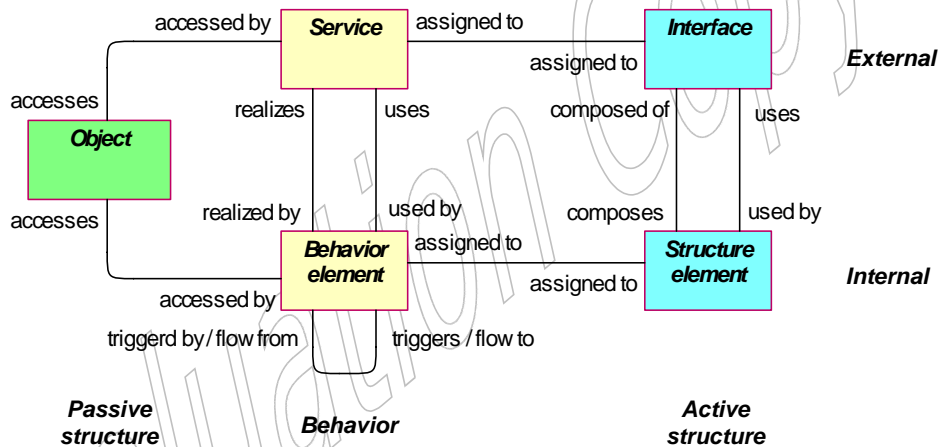 accessed by
Service
assigned to
Interface
External
assigned to
accesses
realizes
uses
composed of
uses
Object
accesses
realized by
used by
composes
used by
Behavior
element
assigned to
Structure
element
Internal
assigned to
accessed by
triggerd by / flow from
triggers / flow to
Passive
structure
Behavior
Active
structure